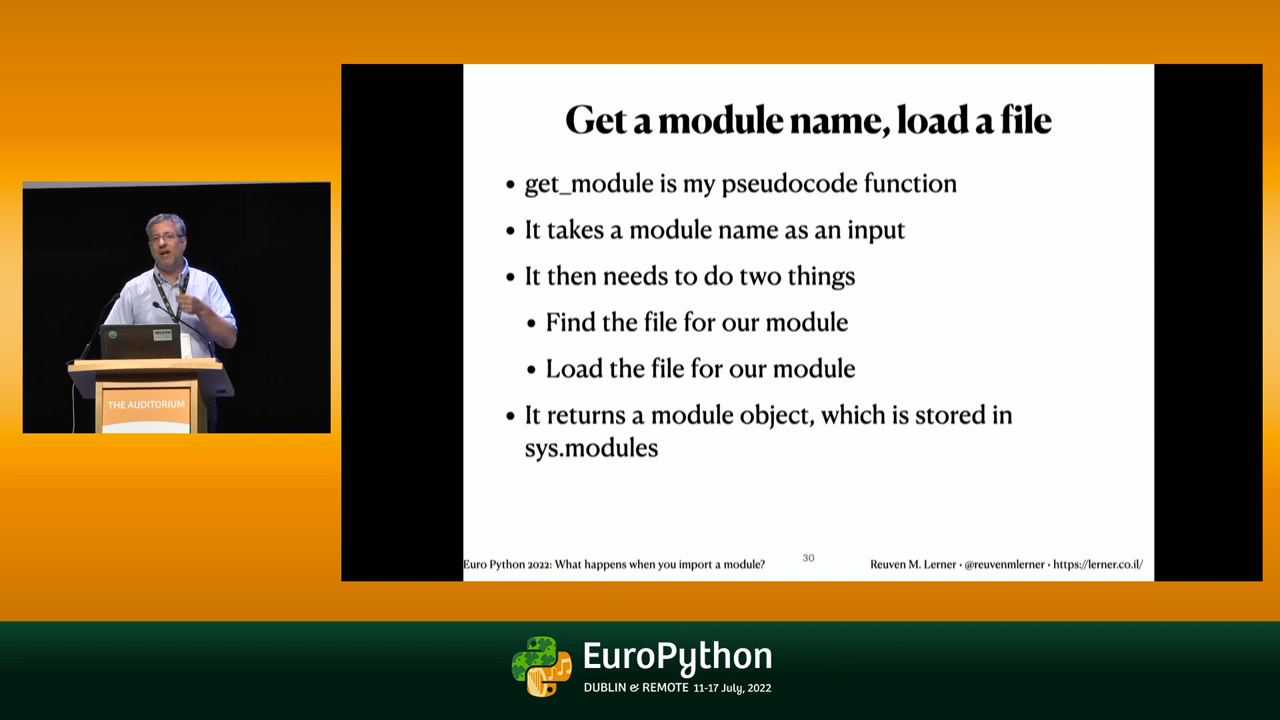 Get a module name, load a file
• get_module is my pseudocode function
• It takes a module name as an input
• It then needs to do two things
• Find the file for our module
• Load the file for our module
• It returns a module object, which is stored in
sys.modules
Euro Python 2022: What happens when you import a module?
30
Reuven M. Lerner • @reuvenmlerner • https://lerner.co.il/
THE AUDITORIUM
EuroPython
DUBLIN & REMOTE 11-17 July, 2022